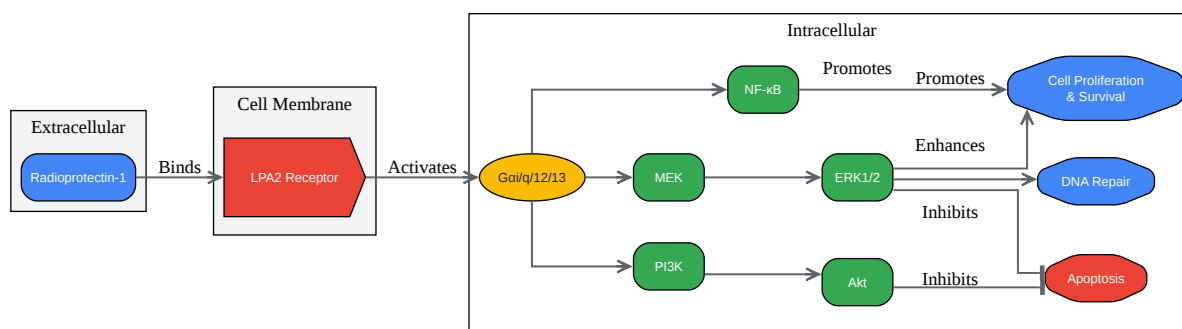 Extracellular
Radioprotectin-1
Binds
Cell Membrane
LPA2 Receptor
Activates
Intracellular
Gαi/q/12/13
NF-κB
Promotes
Promotes
Cell Proliferation
& Survival
MEK
ERK1/2
Enhances
DNA Repair
Inhibits
PI3K
Akt
Inhibits
Apoptosis